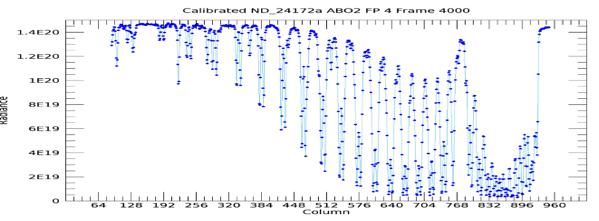 Calibrated ND_24172a ABO2 FP 4 Frame 4000
Radiance
1.4E20
1.2E20
1E20
8E19
6E19
4E19
2E19
0
64 128 192 256 320 384 448 512 576 640 704 768 832 896 960
Column